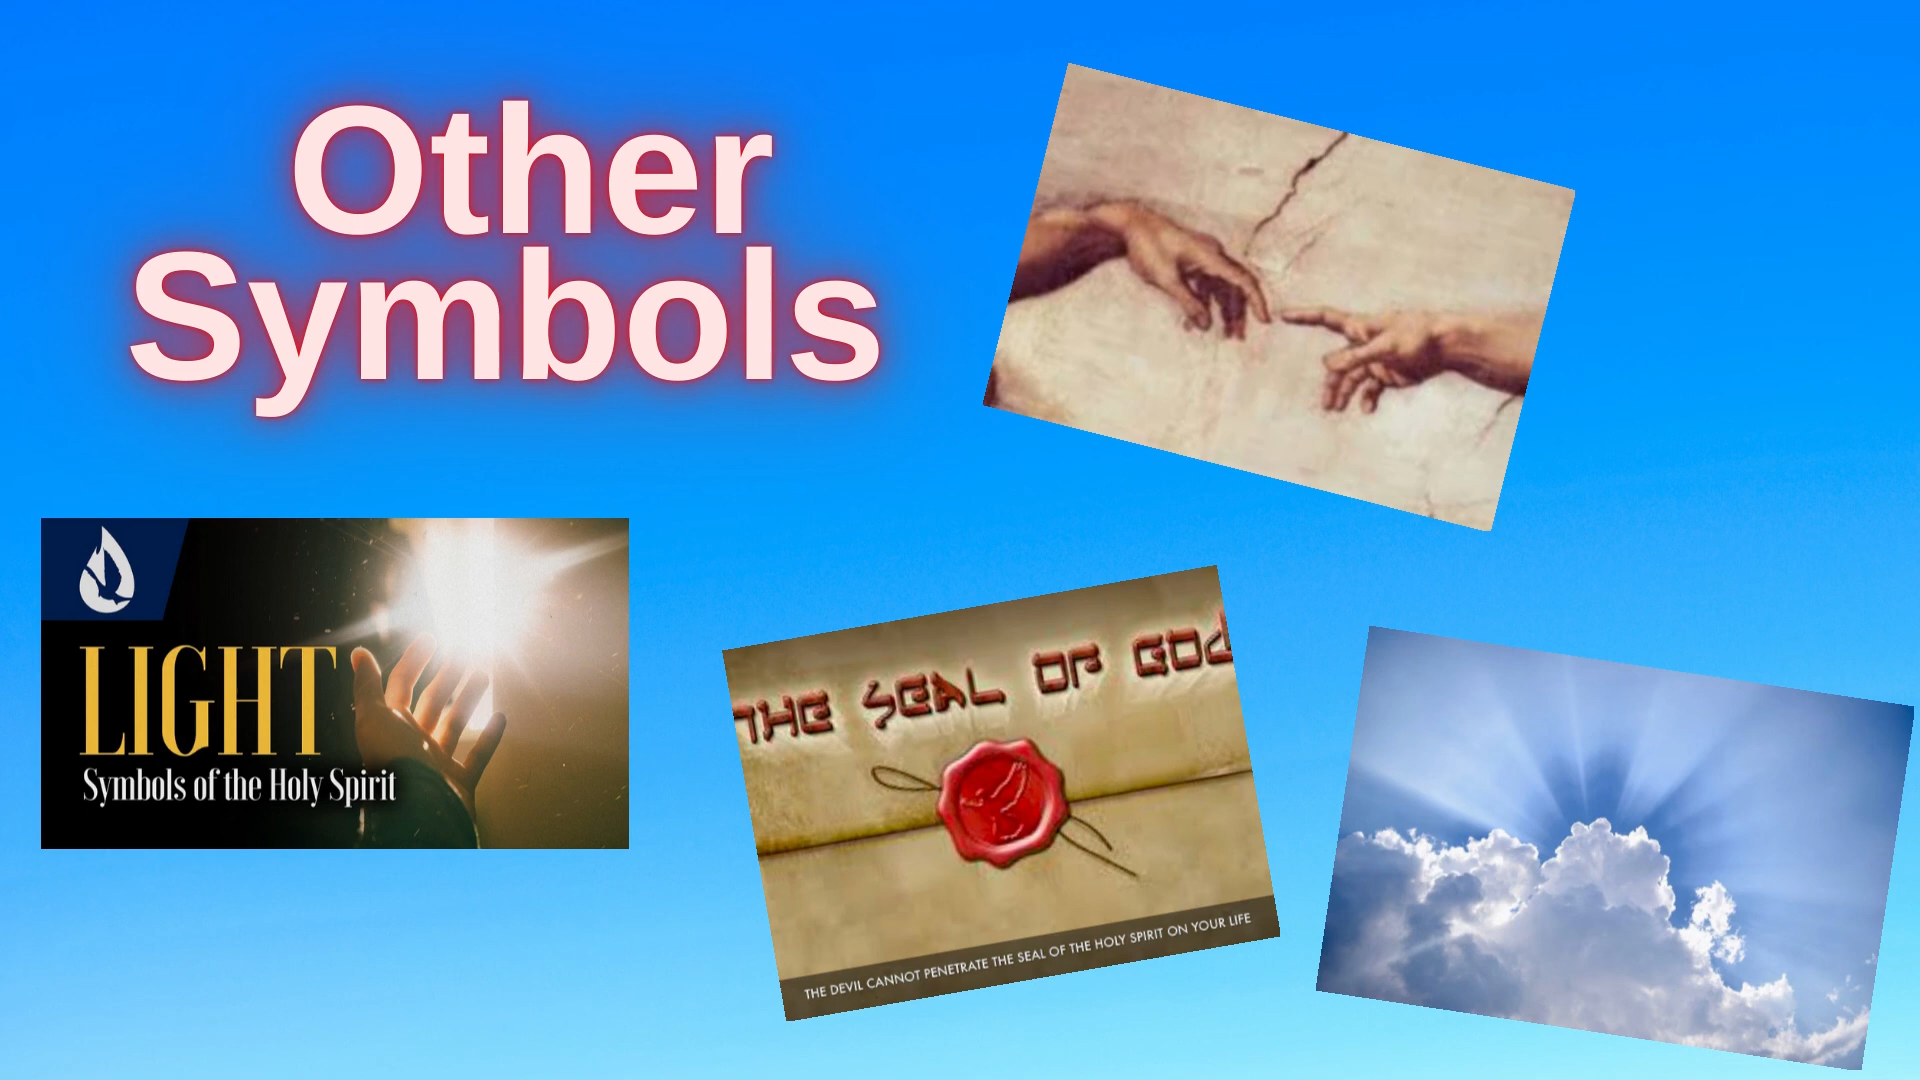 Other
Symbols
LIGHT
Symbols of the Holy Spirit
THE SEAL OF GOD
THE DEVIL CANNOT PENETRATE THE SEAL OF THE HOLY SPIRIT ON YOUR LIFE